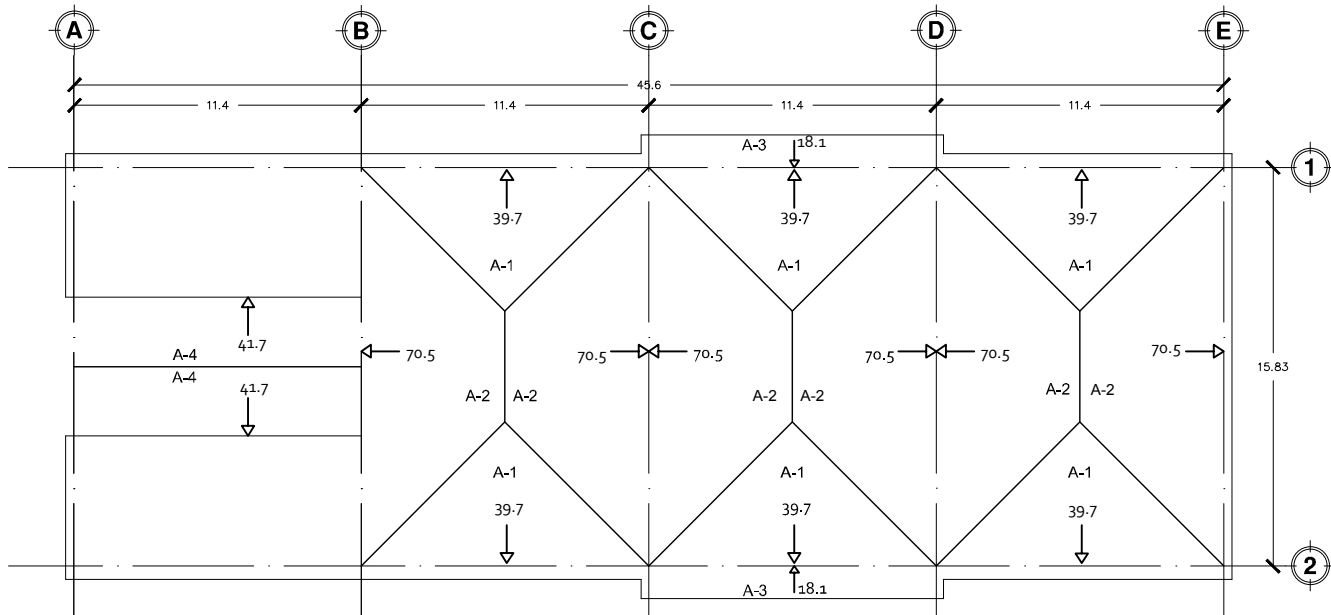 A B C D E
45.6
11.4 11.4 11.4 11.4
A-3 18.1
1
39.7 39.7 39.7
A-1 A-1 A-1
41.7
A-4
70.5 70.5 70.5 70.5 70.5 70.5
15.83
A-4
41.7
A-2 A-2 A-2 A-2 A-2 A-2
A-1 A-1 A-1
39.7 39.7 39.7
2
A-3 18.1